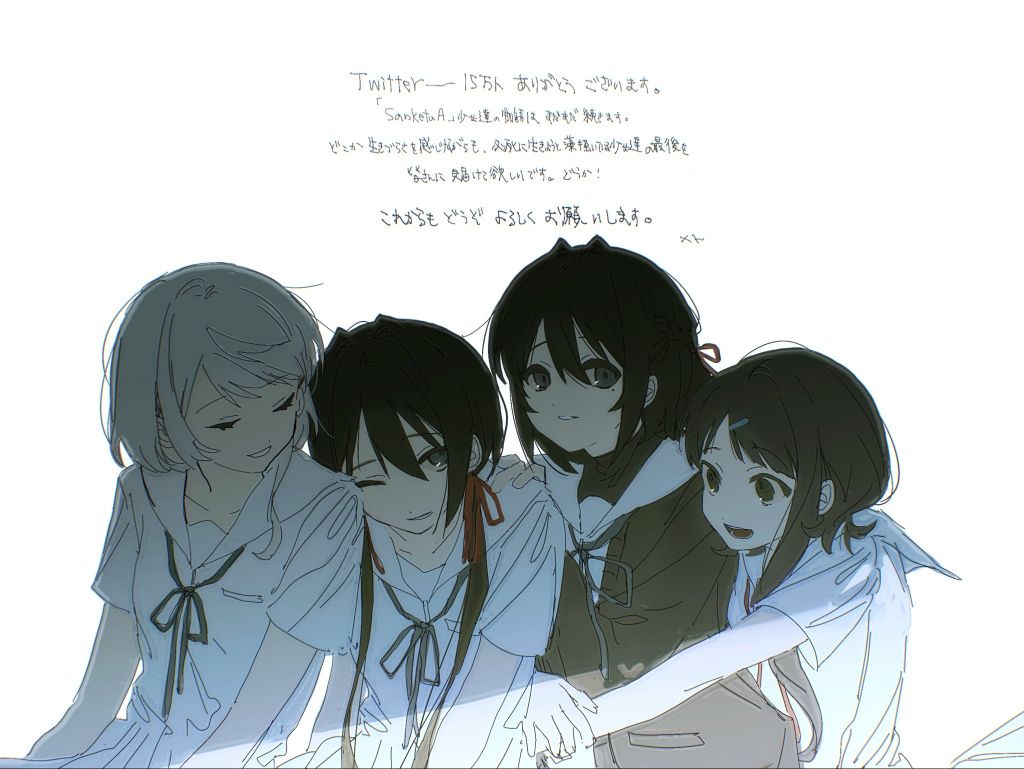 Twitter── 15万人 ありがとう ございます。
「SanketuA」少女達の物語は まだまだ 続きます。
どこか 生きづらさを感じながらも、必死に生きようと藻掻いている少女達の最後を
皆さんに 見届けて欲しいです。どうか!
これからも どうぞ よろしく お願いします。